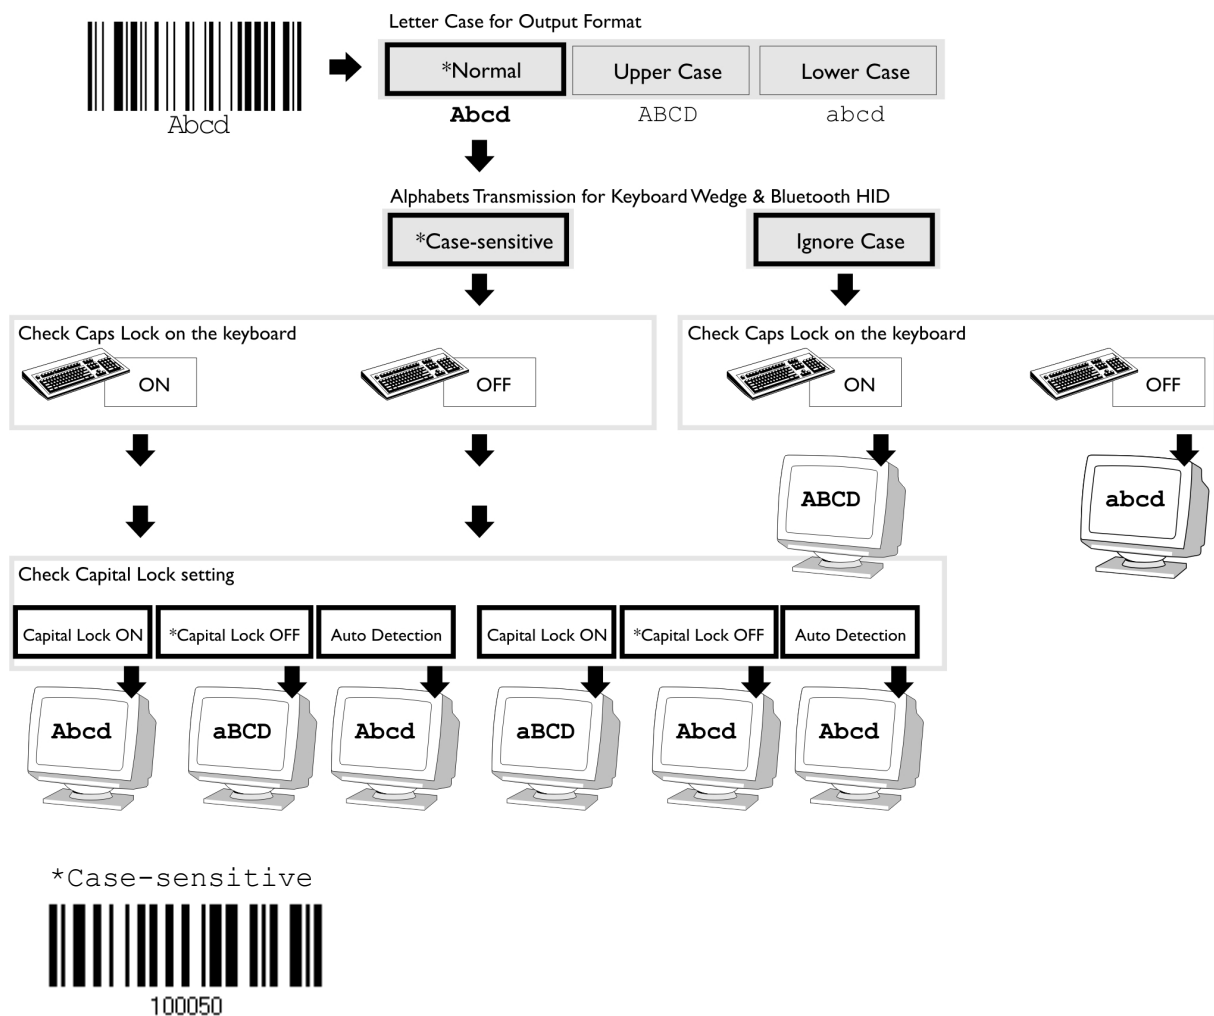 Letter Case for Output Format
*Normal Upper Case Lower Case
Abcd
Abcd ABCD abcd
Alphabets Transmission for Keyboard Wedge & Bluetooth HID
*Case-sensitive Ignore Case
Check Caps Lock on the keyboard Check Caps Lock on the keyboard
ON OFF ON OFF
ABCD abcd
Check Capital Lock setting
Capital Lock ON *Capital Lock OFF Auto Detection Capital Lock ON *Capital Lock OFF Auto Detection
Abcd aBCD Abcd aBCD Abcd Abcd
*Case-sensitive
100050